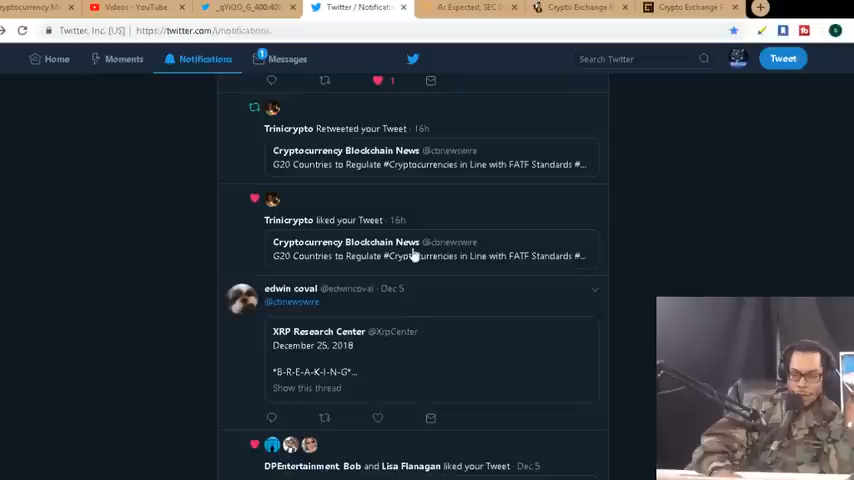 ryptocurrency M
Videos - YouTube
_qYIQO_G_400x40
Twitter / Notificatio
As Expected, SEC D
Crypto Exchange B
Crypto Exchange F
Twitter, Inc. [US]
https://twitter.com/i/notifications
Home
Moments
Notifications
1
Messages
Search Twitter
Tweet
1
Trinicrypto Retweeted your Tweet · 16h
Cryptocurrency Blockchain News @cbnewswire
G20 Countries to Regulate #Cryptocurrencies in Line with FATF Standards #...
Trinicrypto liked your Tweet · 16h
Cryptocurrency Blockchain News @cbnewswire
G20 Countries to Regulate #Cryptocurrencies in Line with FATF Standards #...
edwin coval @edwincoval · Dec 5
@cbnewswire
XRP Research Center @XrpCenter
December 25, 2018
*B-R-E-A-K-I-N-G*...
Show this thread
DPEntertainment, Bob and Lisa Flanagan liked your Tweet · Dec 5